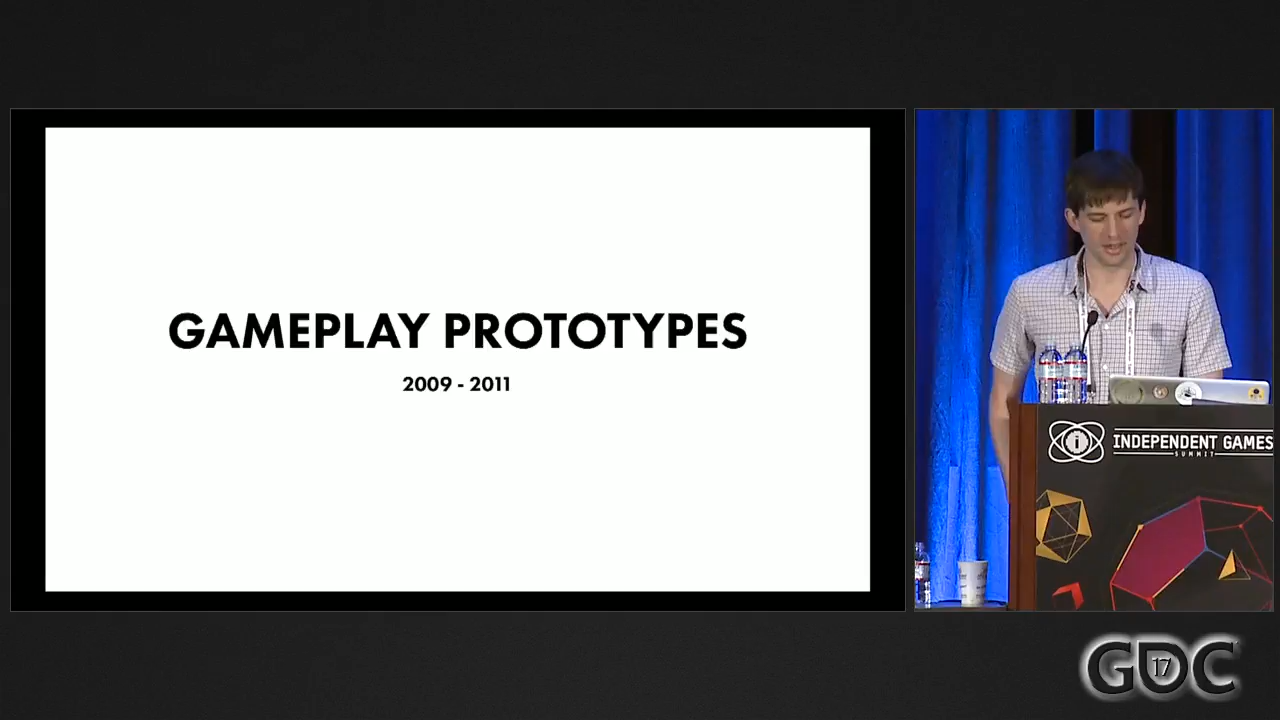 GAMEPLAY PROTOTYPES
2009 - 2011
INDEPENDENT GAMES
SUMMIT
GDC
17